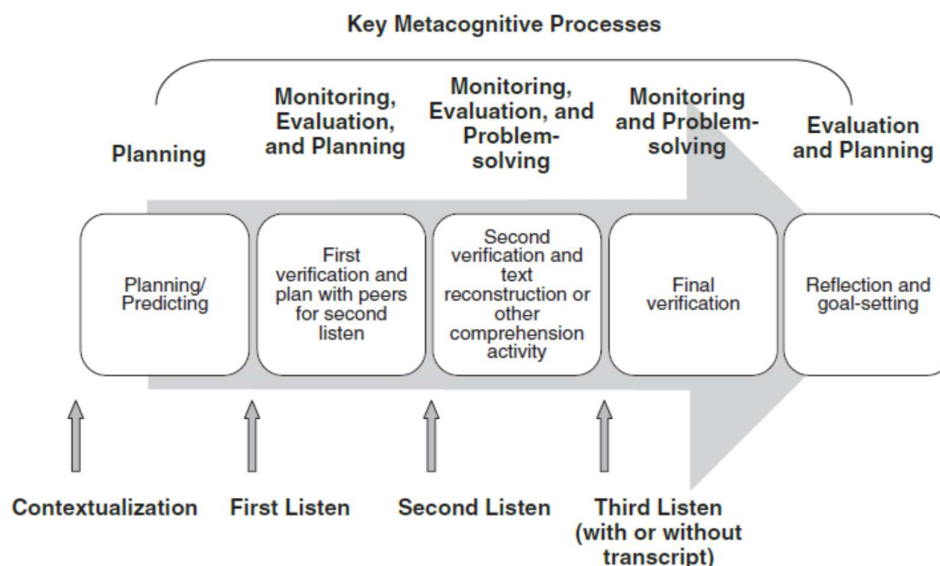 Key Metacognitive Processes
Planning
Monitoring,
Evaluation,
and Planning
Monitoring,
Evaluation, and
Problem-
solving
Monitoring
and Problem-
solving
Evaluation
and Planning
Planning/
Predicting
First
verification and
plan with peers
for second
listen
Second
verification and
text
reconstruction or
other
comprehension
activity
Final
verification
Reflection and
goal-setting
Contextualization
First Listen
Second Listen
Third Listen
(with or without
transcript)